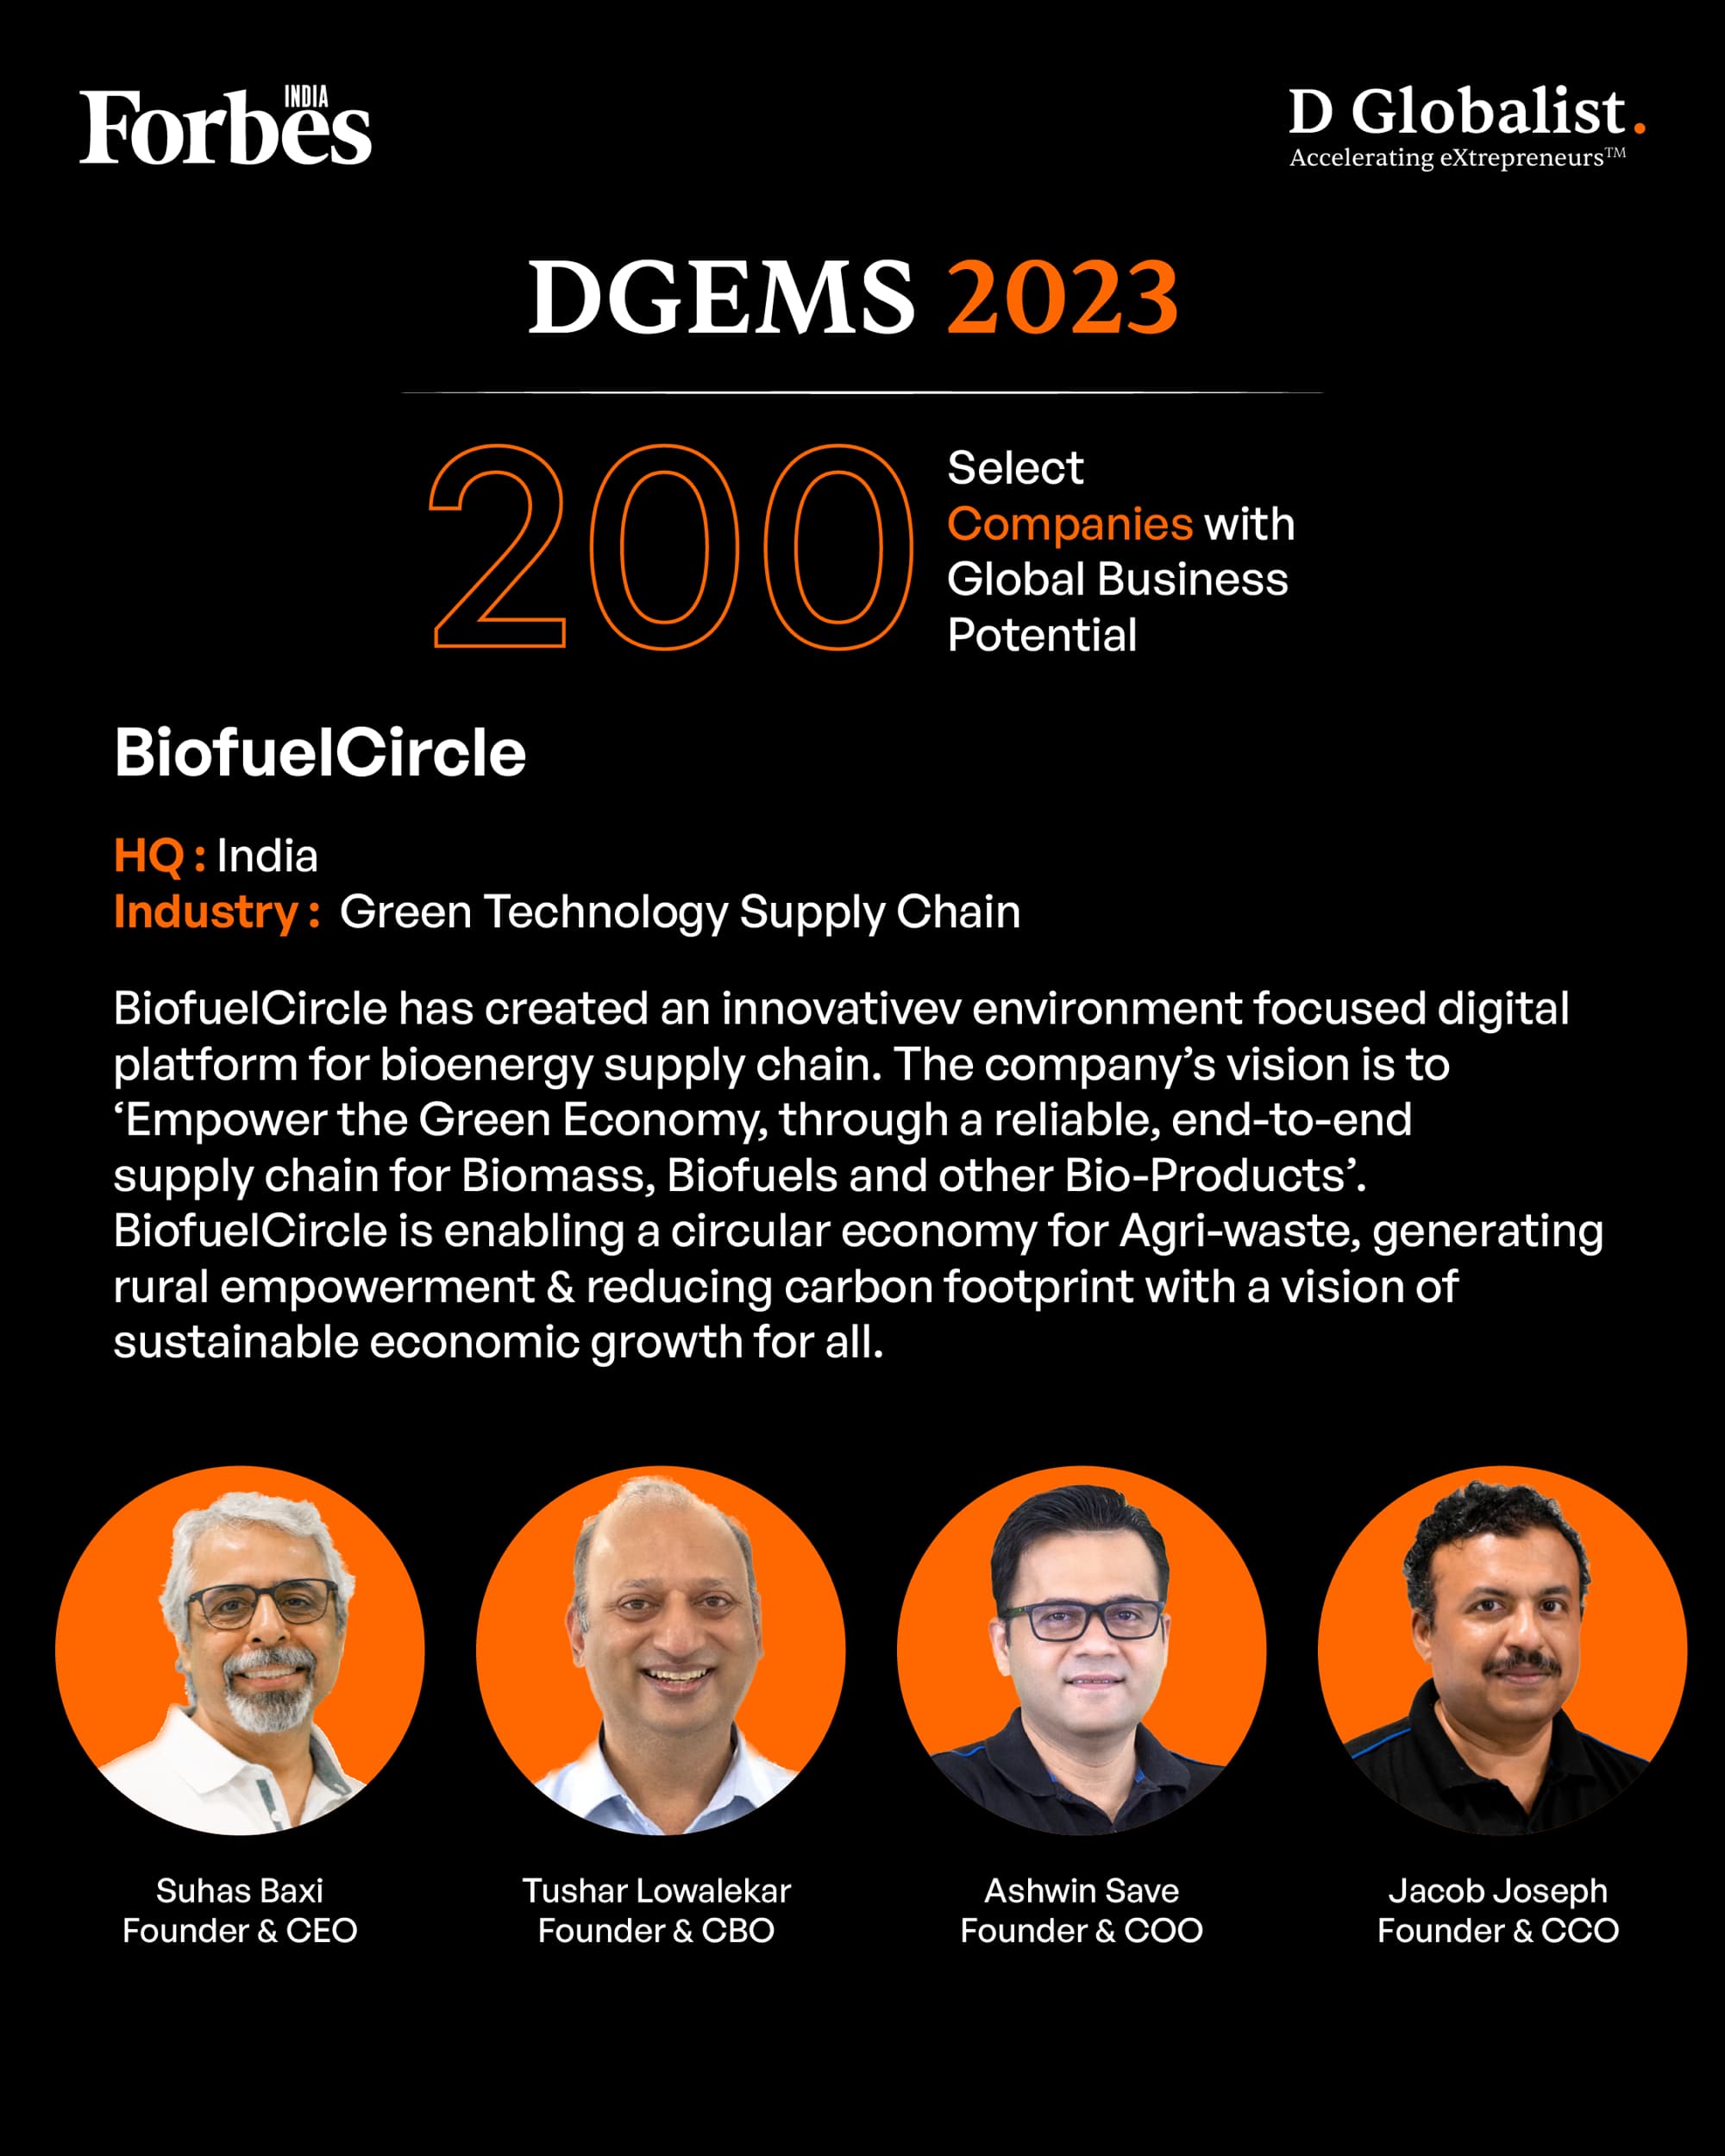 Forbes INDIA
D Globalist.
Accelerating eXtrepreneurs™
DGEMS 2023
200
Select
Companies with
Global Business
Potential
BiofuelCircle
HQ : India
Industry : Green Technology Supply Chain
BiofuelCircle has created an innovativev environment focused digital
platform for bioenergy supply chain. The company’s vision is to
‘Empower the Green Economy, through a reliable, end-to-end
supply chain for Biomass, Biofuels and other Bio-Products’.
BiofuelCircle is enabling a circular economy for Agri-waste, generating
rural empowerment & reducing carbon footprint with a vision of
sustainable economic growth for all.
Suhas Baxi
Founder & CEO
Tushar Lowalekar
Founder & CBO
Ashwin Save
Founder & COO
Jacob Joseph
Founder & CCO